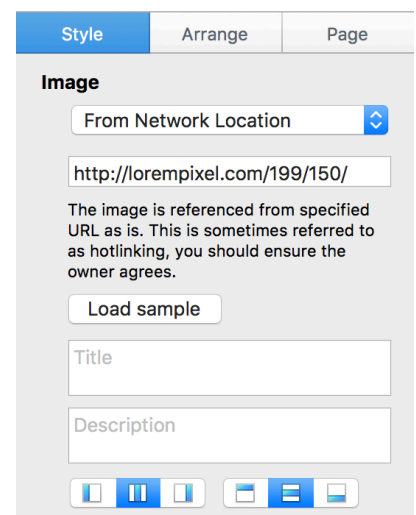 Style Arrange Page
Image
From Network Location
http://lorempixel.com/199/150/
The image is referenced from specified
URL as is. This is sometimes referred to
as hotlinking, you should ensure the
owner agrees.
Load sample
Title
Description